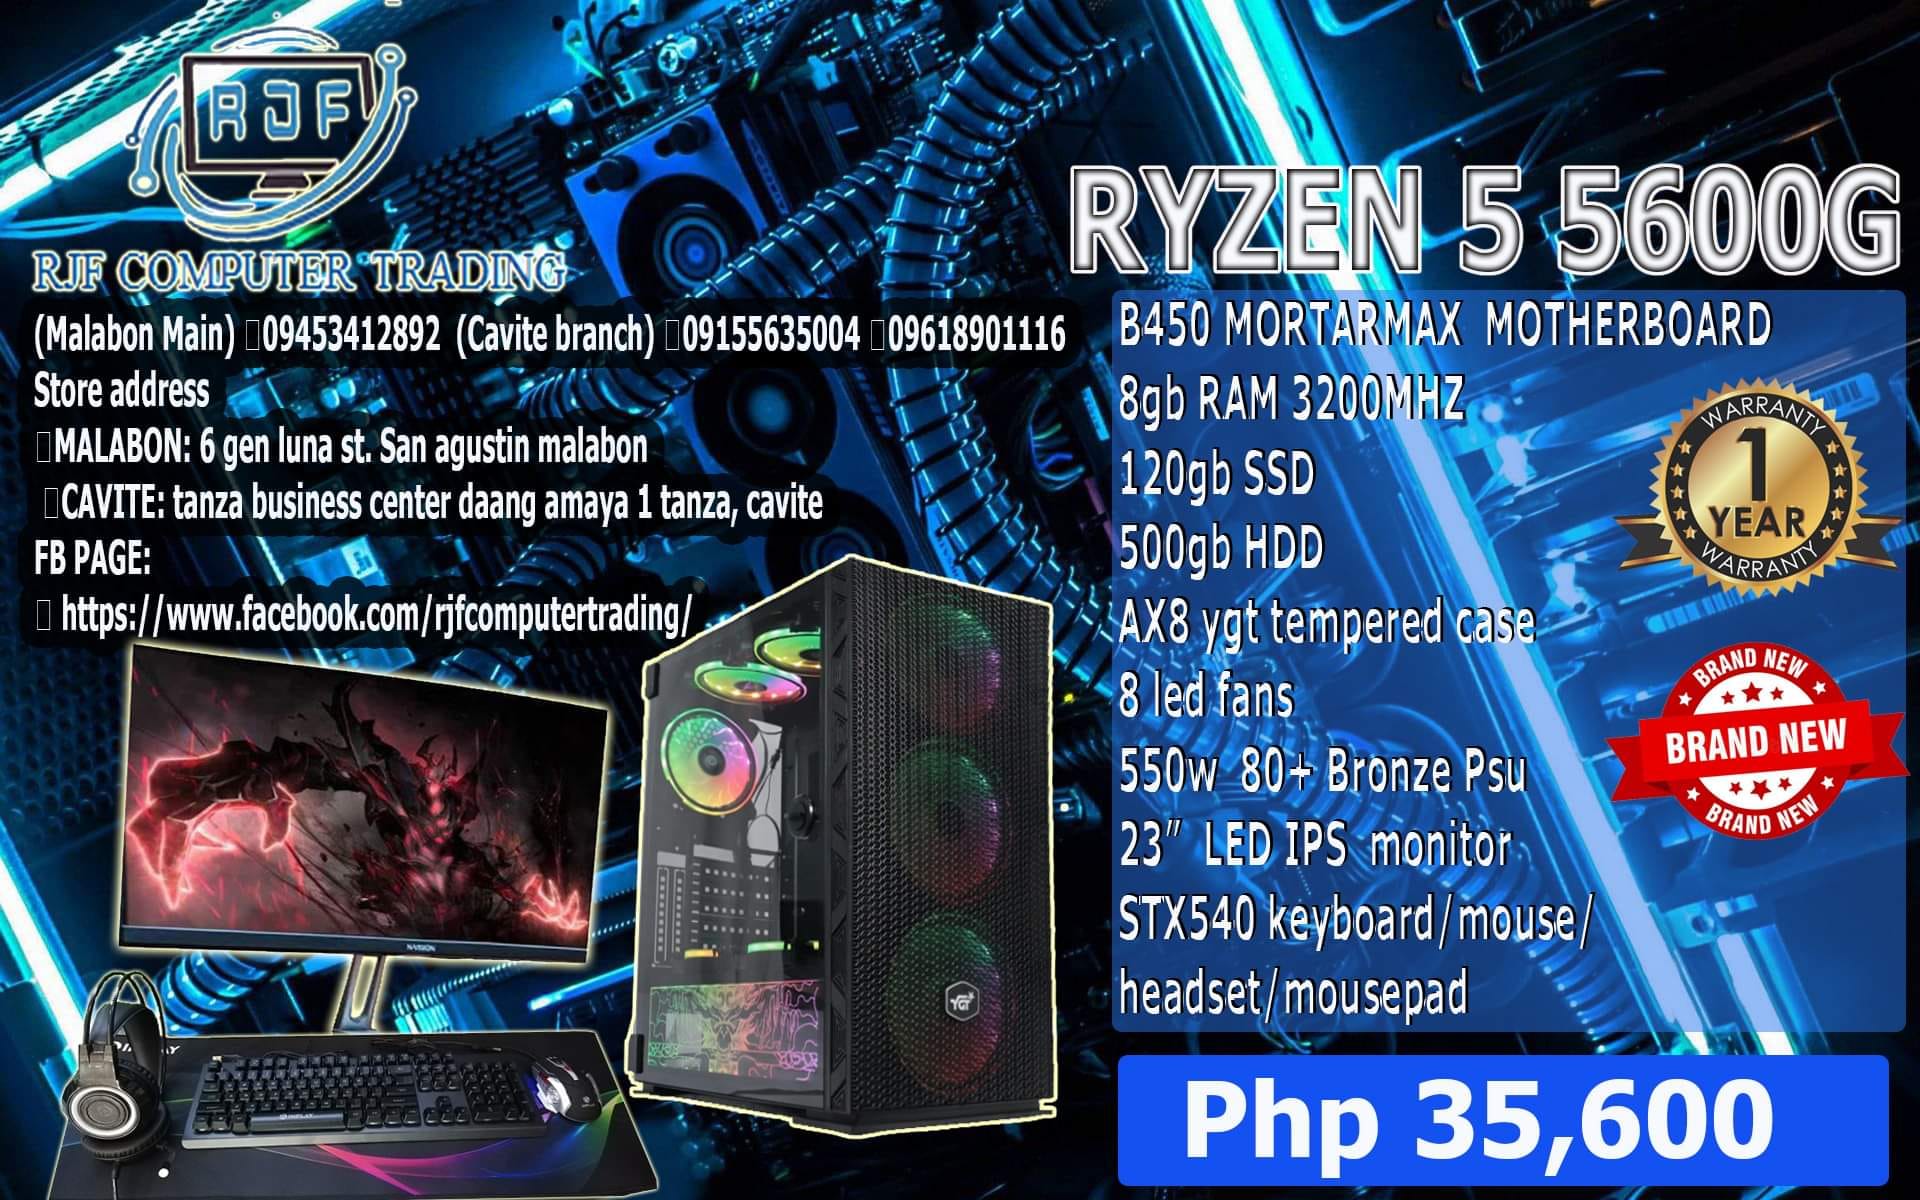 RJF
RJF COMPUTER TRADING
(Malabon Main) 09453412892 (Cavite branch) 09155635004 09618901116
Store address
MALABON: 6 gen luna st. San agustin malabon
CAVITE: tanza business center daang amaya 1 tanza, cavite
FB PAGE:
https://www.facebook.com/rjfcomputertrading/
RYZEN 5 5600G
B450 MORTARMAX MOTHERBOARD
8gb RAM 3200MHZ
120gb SSD
500gb HDD
AX8 ygt tempered case
8 led fans
550w 80+ Bronze Psu
23” LED IPS monitor
STX540 keyboard/mouse/
headset/mousepad
WARRANTY
1
YEAR
WARRANTY
BRAND NEW
BRAND NEW
BRAND NEW
N-VISION
YGT
INPLAY
Php 35,600